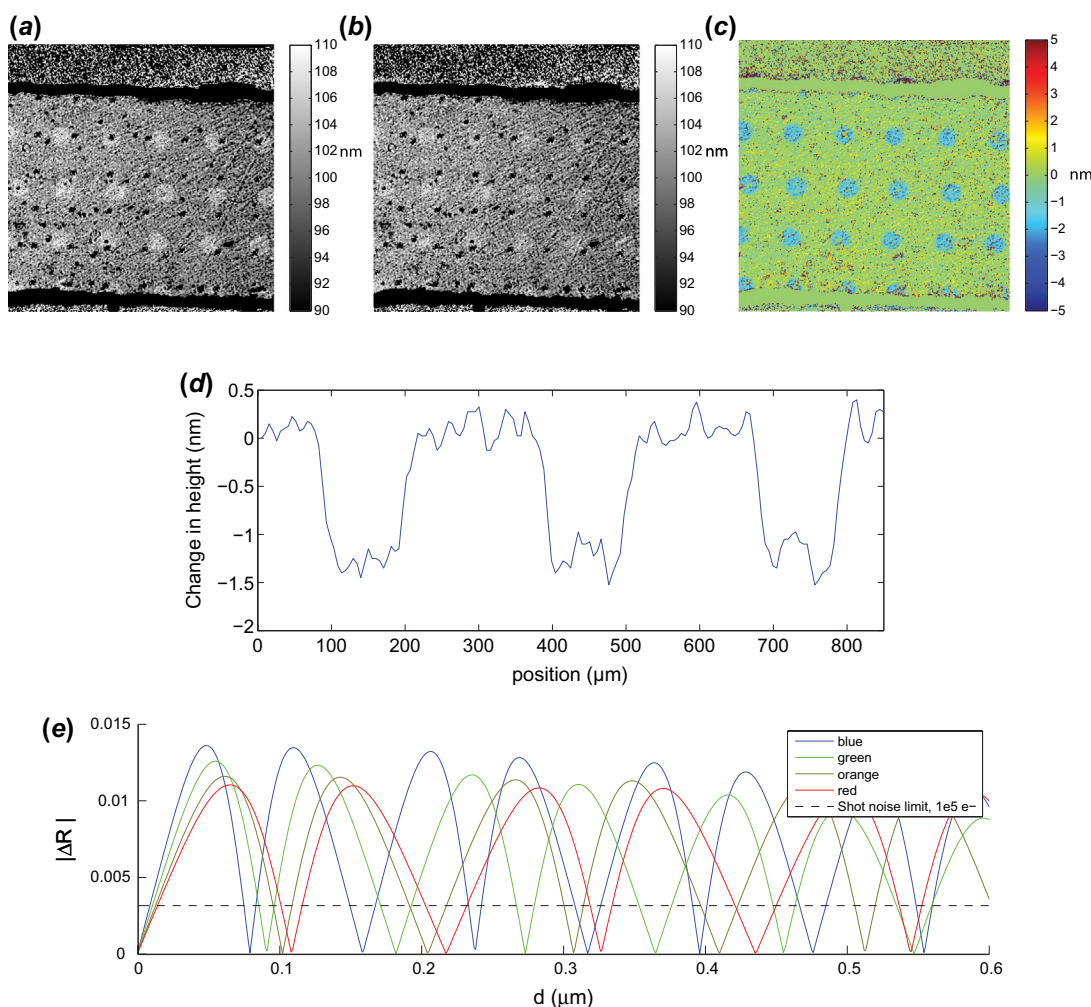 (a)
110
108
106
104
102
100
98
96
94
92
90
nm
(b)
110
108
106
104
102
100
98
96
94
92
90
nm
(c)
5
4
3
2
1
0
−1
−2
−3
−4
−5
nm
(d)
0.5
0
−0.5
−1
−1.5
−2
Change in height (nm)
0 100 200 300 400 500 600 700 800
position (μm)
(e)
0.015
0.01
0.005
0
|ΔR |
blue
green
orange
red
Shot noise limit, 1e5 e−
0 0.1 0.2 0.3 0.4 0.5 0.6
d (μm)